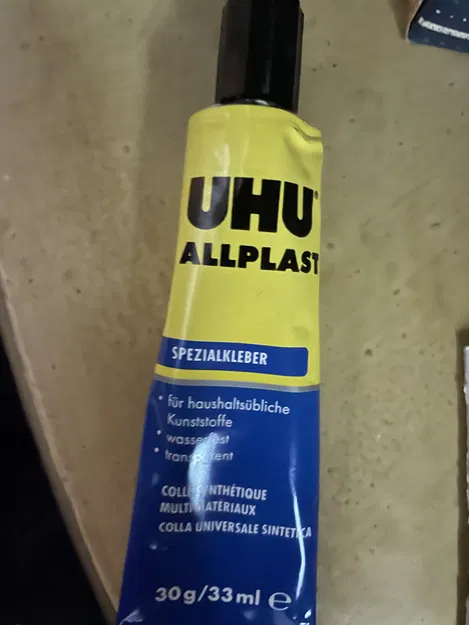 UHU®
ALLPLAST
SPEZIALKLEBER
• für haushaltsübliche
Kunststoffe
• wasserfest
• transparent
COLLE SYNTHÉTIQUE
MULTIMATÉRIAUX
COLLA UNIVERSALE SINTETICA
30g/33ml ℮